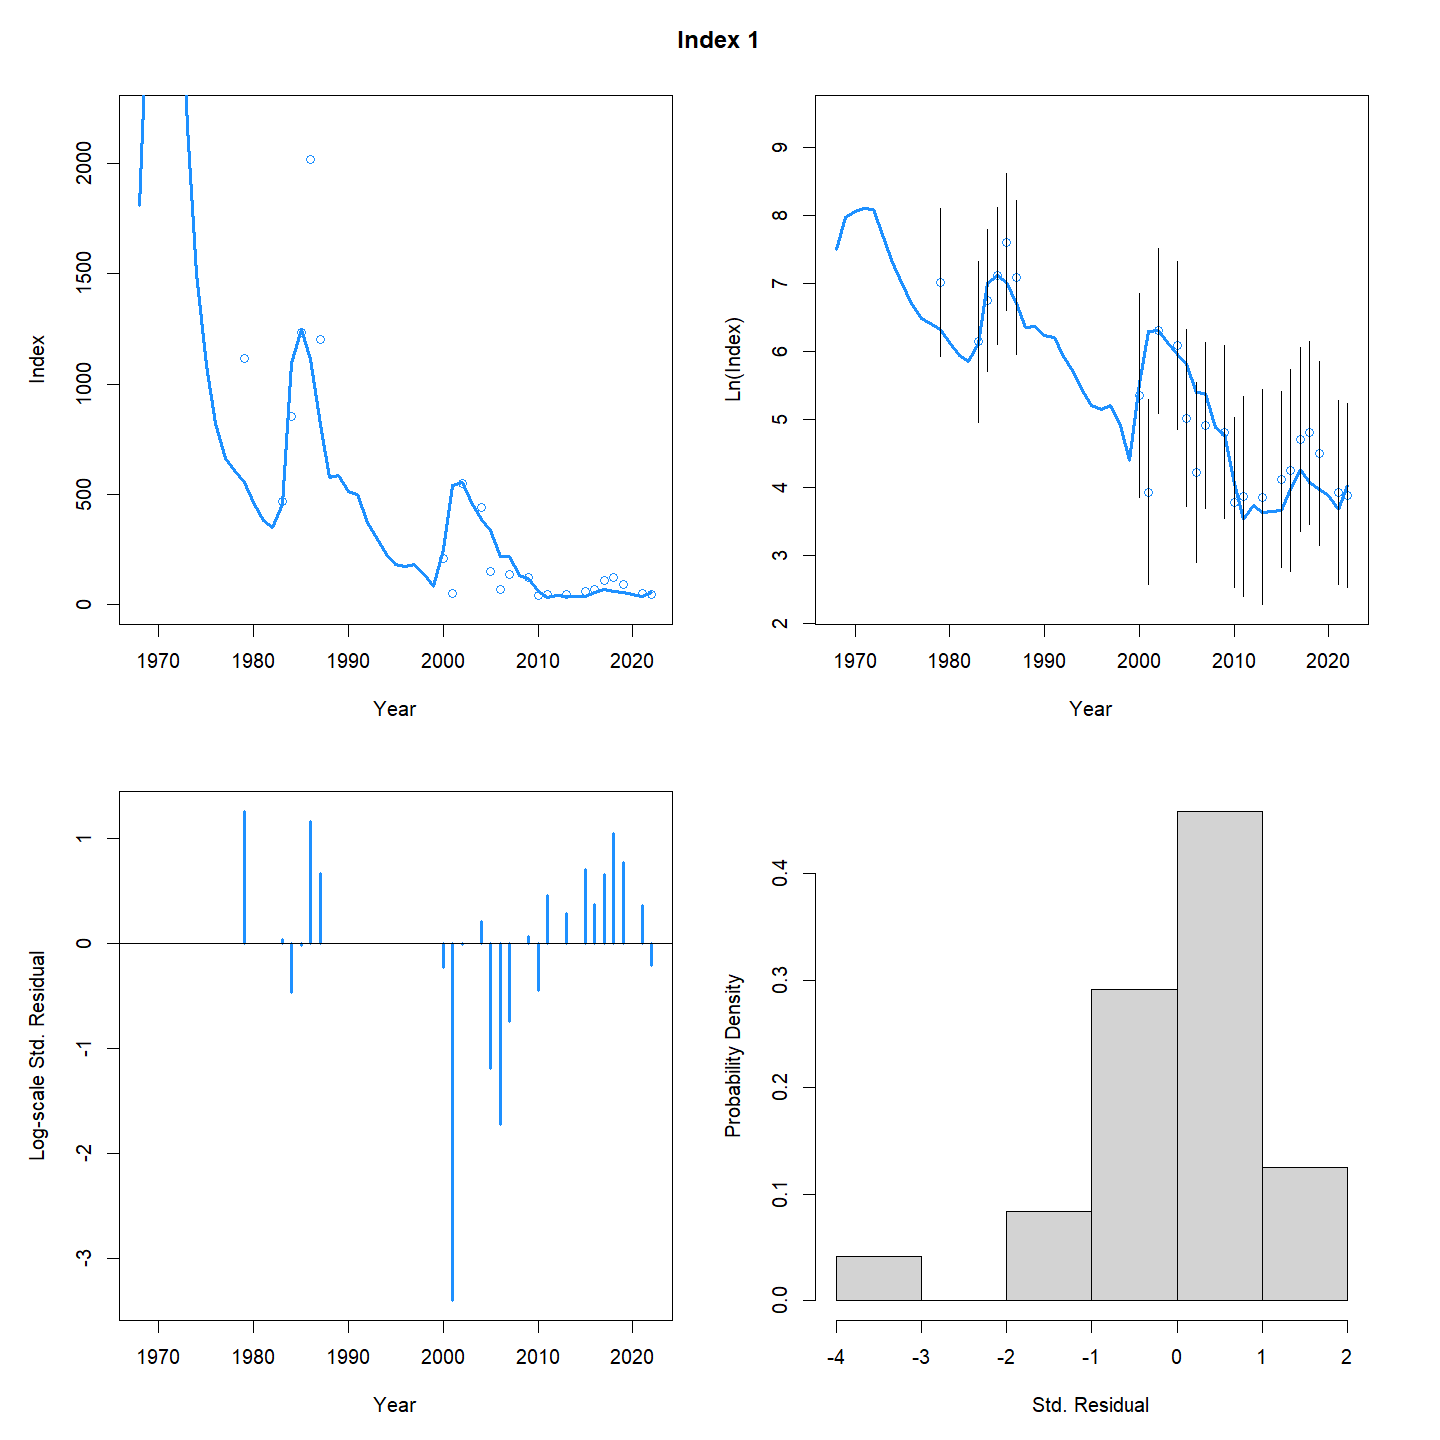 Index 1
Index
2000
1500
1000
500
0
1970 1980 1990 2000 2010 2020
Year
Ln(Index)
9
8
7
6
5
4
3
2
1970 1980 1990 2000 2010 2020
Year
Log-scale Std. Residual
1
0
-1
-2
-3
1970 1980 1990 2000 2010 2020
Year
Probability Density
0.4
0.3
0.2
0.1
0.0
-4 -3 -2 -1 0 1 2
Std. Residual